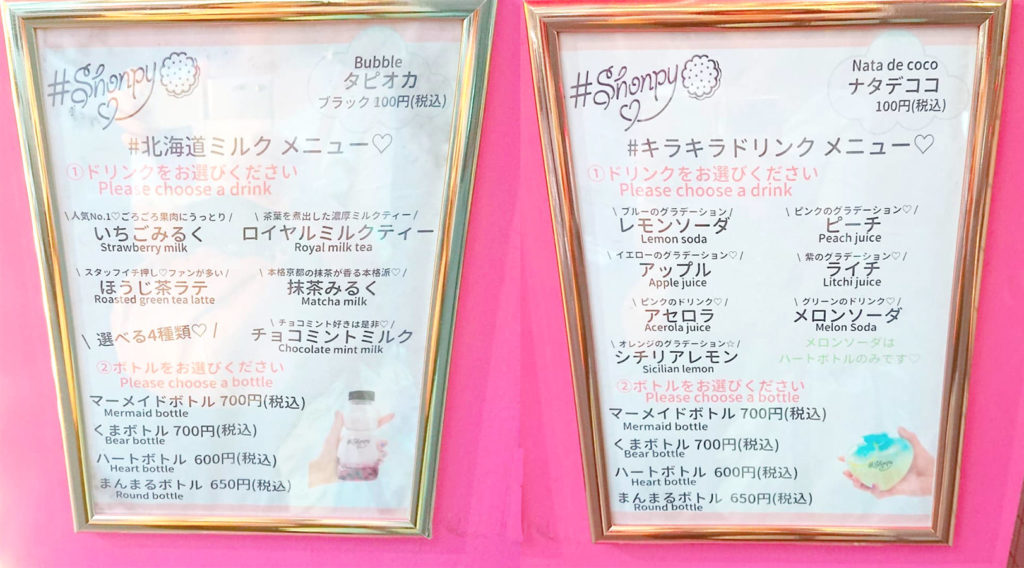 #Shonpy
Bubble
タピオカ
ブラック 100円(税込)
#北海道ミルク メニュー♡
①ドリンクをお選びください
Please choose a drink
\ 人気No.1♡ごろごろ果肉にうっとり /
いちごみるく
Strawberry milk
\ 茶葉を煮出した濃厚ミルクティー /
ロイヤルミルクティー
Royal milk tea
\ スタッフイチ押し♡ファンが多い /
ほうじ茶ラテ
Roasted green tea latte
\ 本格京都の抹茶が香る本格派♡ /
抹茶みるく
Matcha milk
\ 選べる4種類♡ /
\ チョコミント好きは是非♡ /
チョコミントミルク
Chocolate mint milk
②ボトルをお選びください
Please choose a bottle
マーメイドボトル 700円(税込)
Mermaid bottle
くまボトル 700円(税込)
Bear bottle
ハートボトル 600円(税込)
Heart bottle
まんまるボトル 650円(税込)
Round bottle
#Shonpy
#Shonpy
Nata de coco
ナタデココ
100円(税込)
#キラキラドリンク メニュー♡
①ドリンクをお選びください
Please choose a drink
\ ブルーのグラデーション /
レモンソーダ
Lemon soda
\ ピンクのグラデーション♡ /
ピーチ
Peach juice
\ イエローのグラデーション♡ /
アップル
Apple juice
\ 紫のグラデーション♡ /
ライチ
Litchi juice
\ ピンクのドリンク♡ /
アセロラ
Acerola juice
\ グリーンのドリンク♡ /
メロンソーダ
Melon Soda
\ オレンジのグラデーション☆ /
シチリアレモン
Sicilian lemon
メロンソーダは
ハートボトルのみです♡
②ボトルをお選びください
Please choose a bottle
マーメイドボトル 700円(税込)
Mermaid bottle
くまボトル 700円(税込)
Bear bottle
ハートボトル 600円(税込)
Heart bottle
まんまるボトル 650円(税込)
Round bottle
#Shonpy